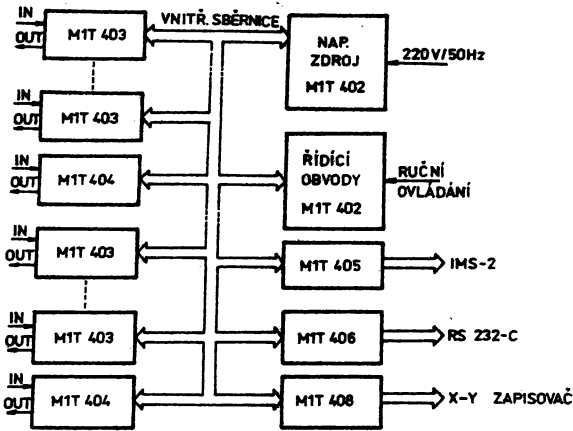 IN
OUT
M1T 403
VNITŘ. SBĚRNICE
NAP.
ZDROJ
M1T 402
220V/50Hz
IN
OUT
M1T 403
IN
OUT
M1T 404
ŘÍDÍCÍ
OBVODY
M1T 402
RUČNÍ
OVLÁDÁNÍ
IN
OUT
M1T 403
M1T 405
IMS-2
IN
OUT
M1T 403
M1T 406
RS 232-C
IN
OUT
M1T 404
M1T 408
X-Y ZAPISOVAČ